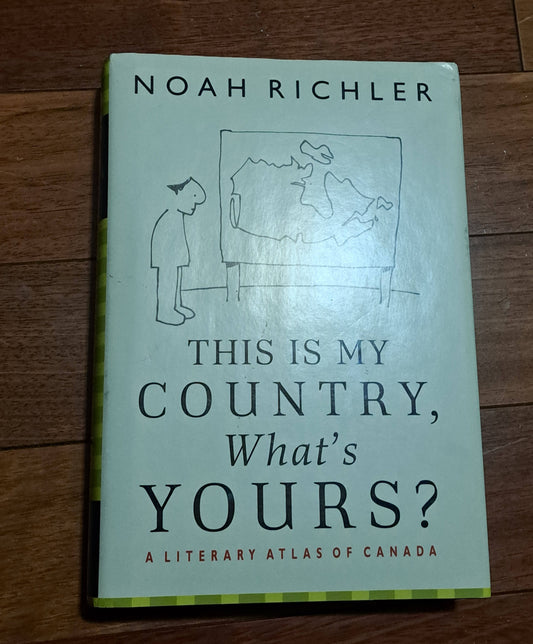 NOAH RICHLER
THIS IS MY
COUNTRY,
What's
YOURS?
A LITERARY ATLAS OF CANADA